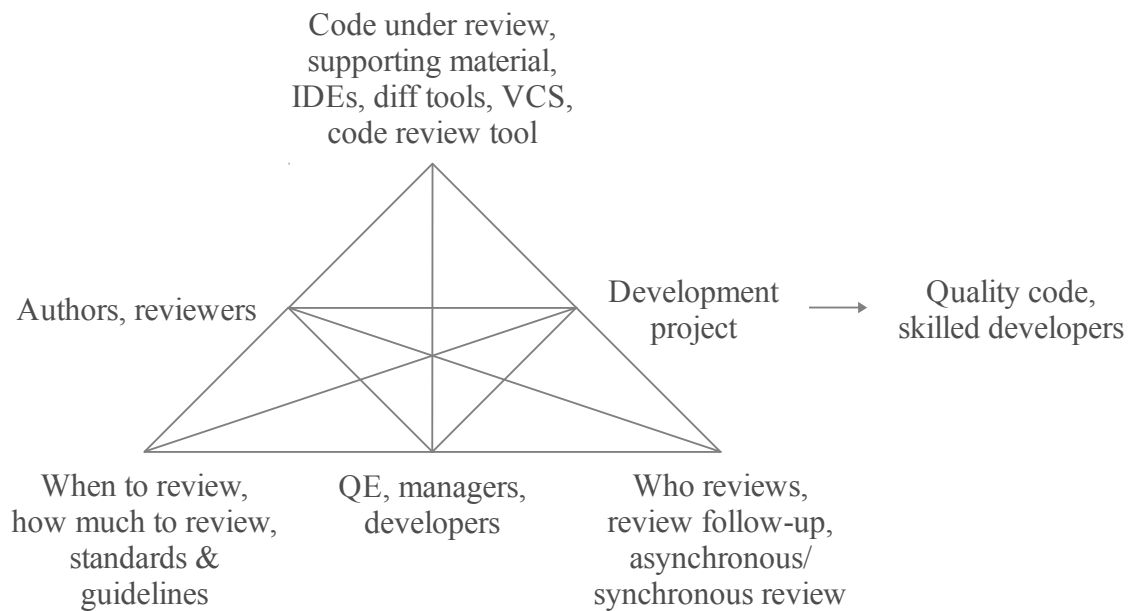 Code under review,
supporting material,
IDEs, diff tools, VCS,
code review tool
Authors, reviewers
Development
project
Quality code,
skilled developers
When to review,
how much to review,
standards &
guidelines
QE, managers,
developers
Who reviews,
review follow-up,
asynchronous/
synchronous review